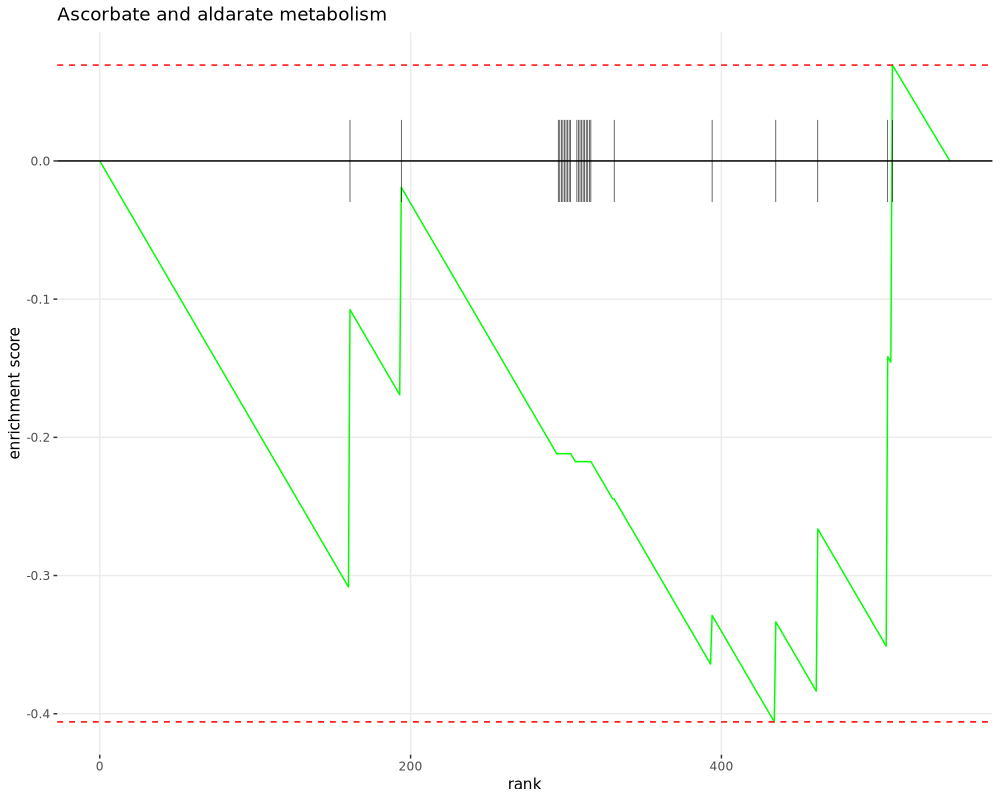 Ascorbate and aldarate metabolism
enrichment score
0.0
-0.1
-0.2
-0.3
-0.4
0
200
400
rank